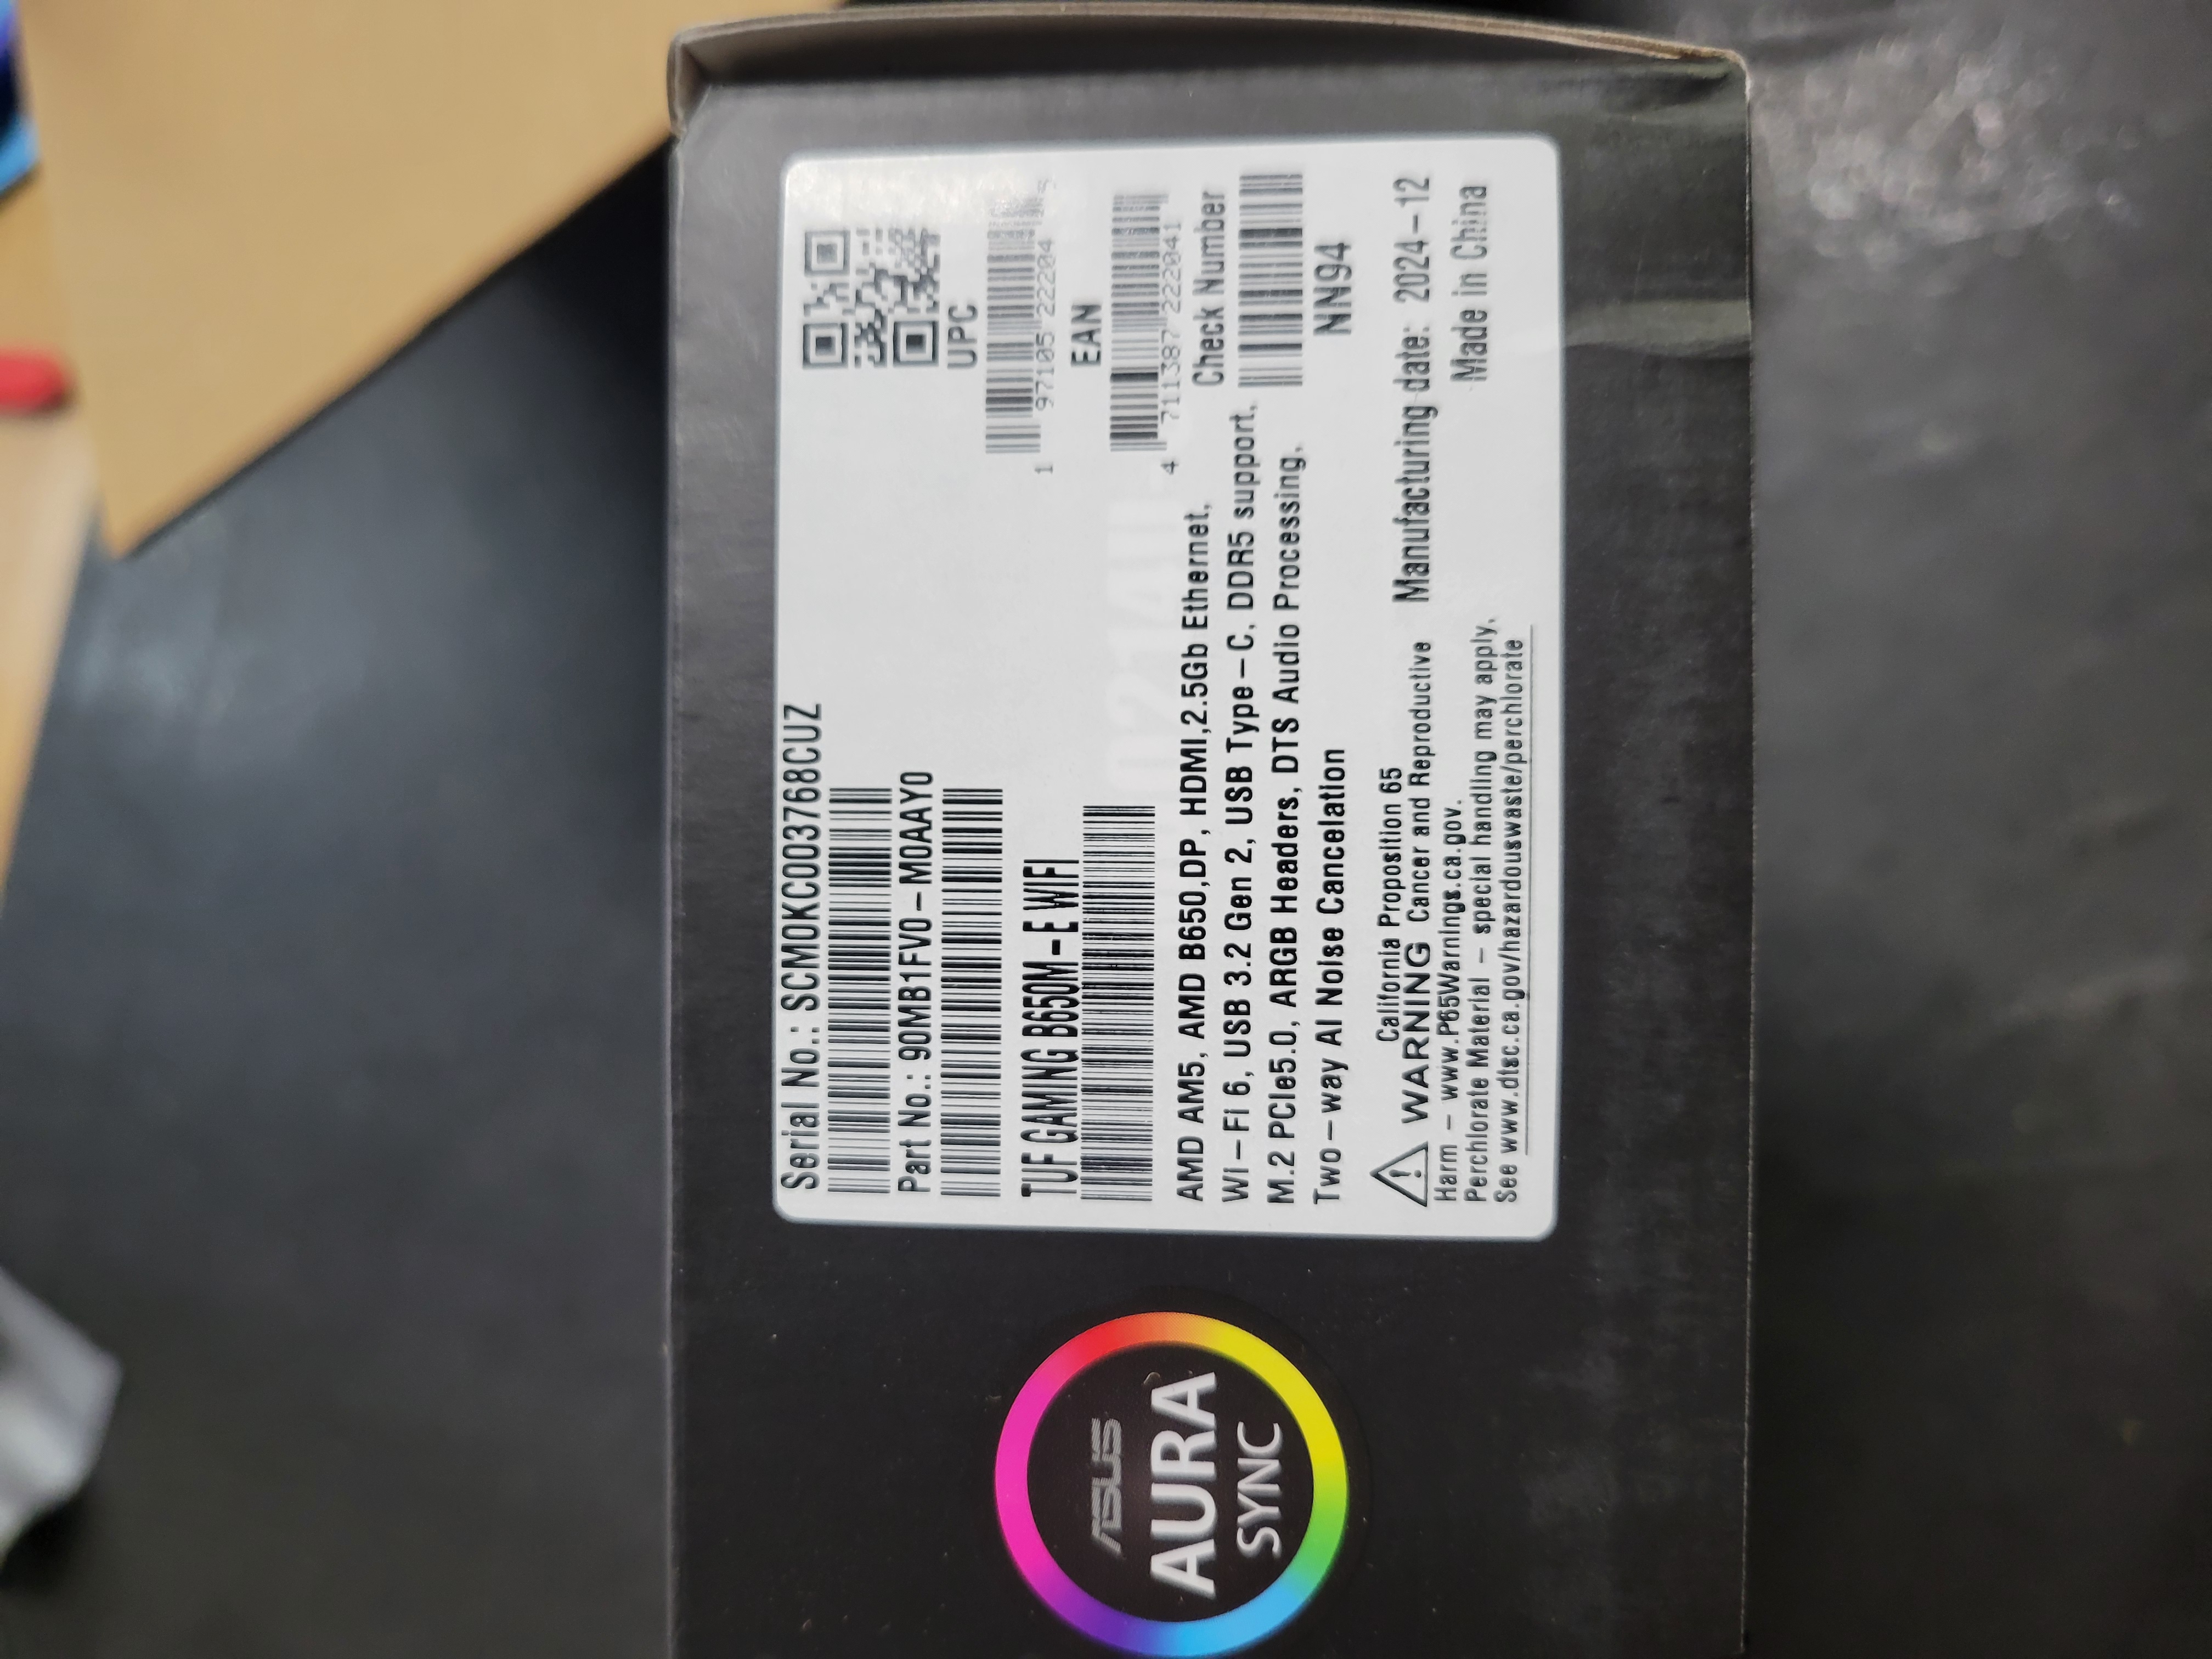 Serial No.: SCM0KC003768CUZ
Part No.: 90MB1FV0-M0AAY0
TUF GAMING B650M-E WIFI
AMD AM5, AMD B650,DP, HDMI,2.5Gb Ethernet,
Wi-Fi 6, USB 3.2 Gen 2, USB Type-C, DDR5 support,
M.2 PCIe5.0, ARGB Headers, DTS Audio Processing,
Two-way AI Noise Cancelation
California Proposition 65
WARNING Cancer and Reproductive
Harm - www.P65Warnings.ca.gov.
Perchlorate Material - special handling may apply,
See www.dtsc.ca.gov/hazardouswaste/perchlorate
UPC
1 97105 22204
EAN
4 711387 222041
Check Number
NN94
Manufacturing date: 2024-12
Made in China
ASUS
AURA
SYNC